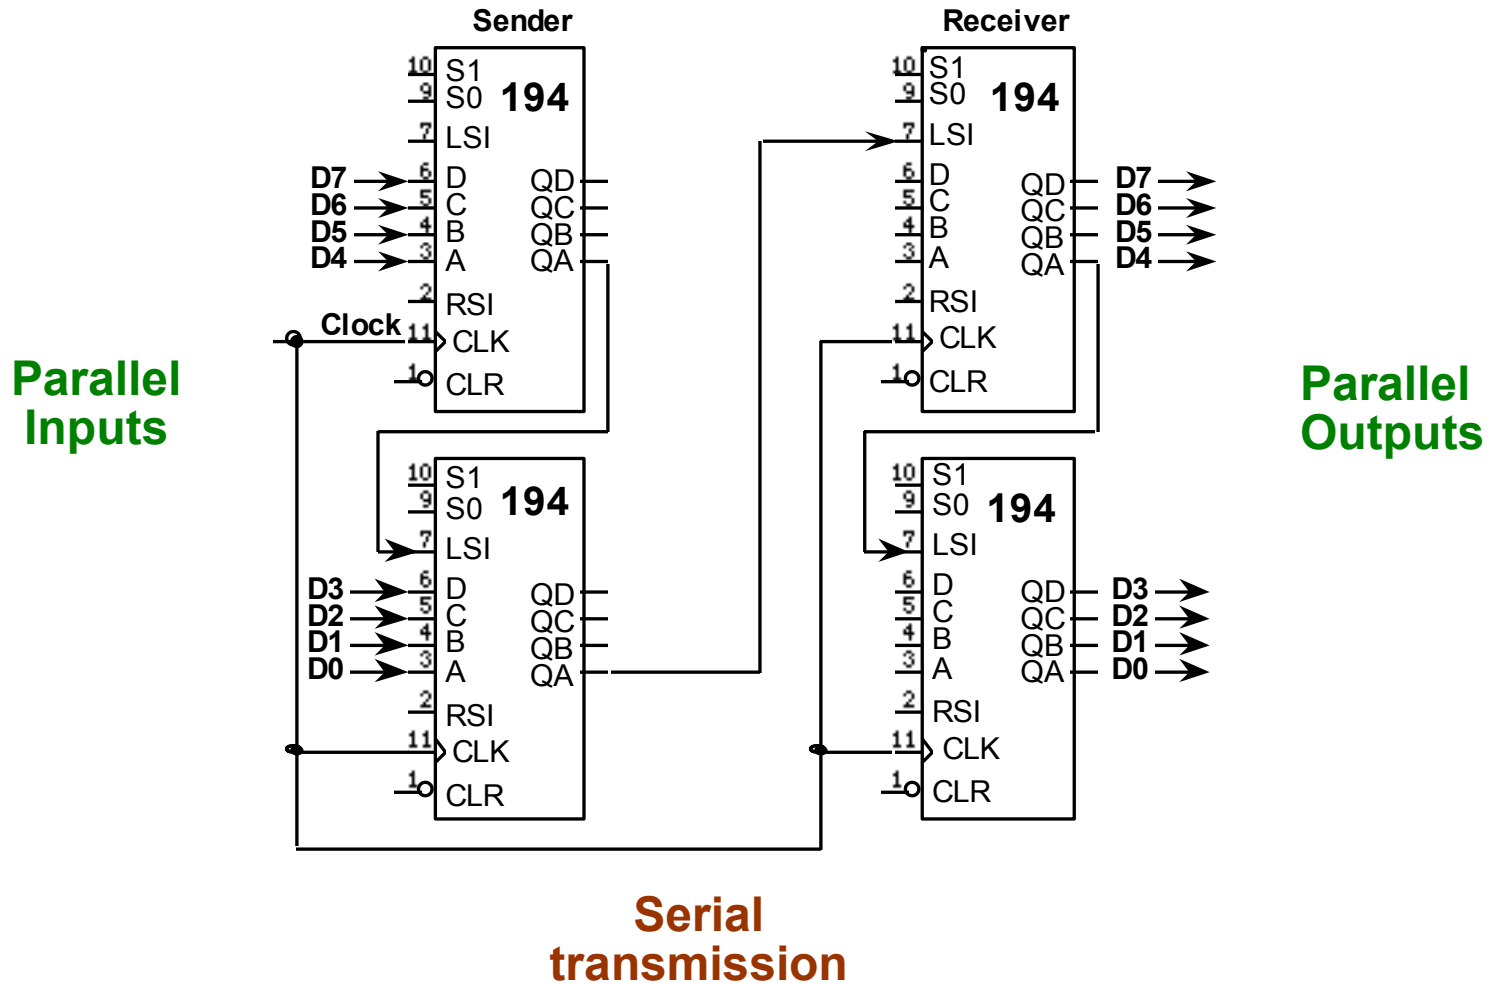 Sender
10 S1
9 S0
194
7 LSI
D7 6 D QD
D6 5 C QC
D5 4 B QB
D4 3 A QA
2 RSI
Clock 11 CLK
1 CLR
10 S1
9 S0
194
7 LSI
D3 6 D QD
D2 5 C QC
D1 4 B QB
D0 3 A QA
2 RSI
11 CLK
1 CLR
Receiver
10 S1
9 S0
194
7 LSI
6 D QD D7
5 C QC D6
4 B QB D5
3 A QA D4
2 RSI
11 CLK
1 CLR
10 S1
9 S0
194
7 LSI
6 D QD D3
5 C QC D2
4 B QB D1
3 A QA D0
2 RSI
11 CLK
1 CLR
Parallel
Inputs
Parallel
Outputs
Serial
transmission